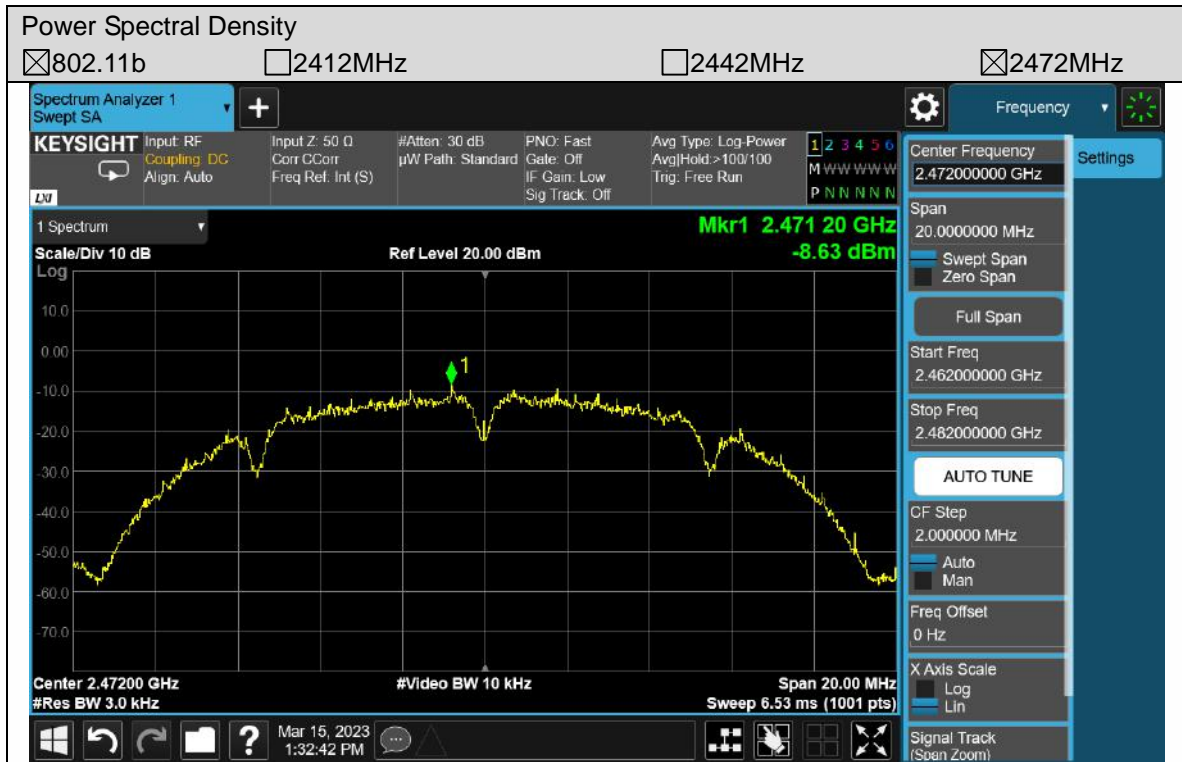 Power Spectral Density
☒802.11b ☐2412MHz ☐2442MHz ☒2472MHz
Spectrum Analyzer 1
Swept SA
+
Frequency
KEYSIGHT
LXI
Input: RF
Coupling: DC
Align: Auto
Input Z: 50 Ω
Corr CCorr
Freq Ref: Int (S)
#Atten: 30 dB
µW Path: Standard
PNO: Fast
Gate: Off
IF Gain: Low
Sig Track: Off
Avg Type: Log-Power
Avg|Hold:>100/100
Trig: Free Run
1 2 3 4 5 6
M W W W W W
P N N N N N
1 Spectrum
Scale/Div 10 dB
Log
Ref Level 20.00 dBm
Mkr1 2.471 20 GHz
-8.63 dBm
10.0
0.00
-10.0
-20.0
-30.0
-40.0
-50.0
-60.0
-70.0
1
Center 2.47200 GHz
#Res BW 3.0 kHz
#Video BW 10 kHz
Span 20.00 MHz
Sweep 6.53 ms (1001 pts)
Center Frequency
2.472000000 GHz
Settings
Span
20.0000000 MHz
Swept Span
Zero Span
Full Span
Start Freq
2.462000000 GHz
Stop Freq
2.482000000 GHz
AUTO TUNE
CF Step
2.000000 MHz
Auto
Man
Freq Offset
0 Hz
X Axis Scale
Log
Lin
Signal Track
(Span Zoom)
?
Mar 15, 2023
1:32:42 PM